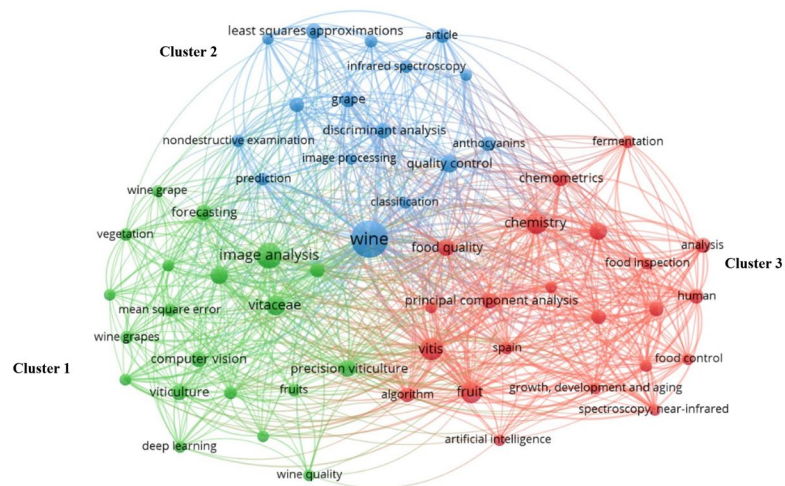 least squares approximations
article
Cluster 2
infrared spectroscopy
grape
discriminant analysis
nondestructive examination
anthocyanins
fermentation
image processing
quality control
prediction
chemometrics
wine grape
classification
forecasting
chemistry
vegetation
wine
food quality
analysis
image analysis
food inspection
Cluster 3
human
principal component analysis
vitaceae
mean square error
wine grapes
vitis
spain
computer vision
food control
Cluster 1
precision viticulture
fruits
growth, development and aging
viticulture
algorithm
fruit
spectroscopy, near-infrared
artificial intelligence
deep learning
wine quality